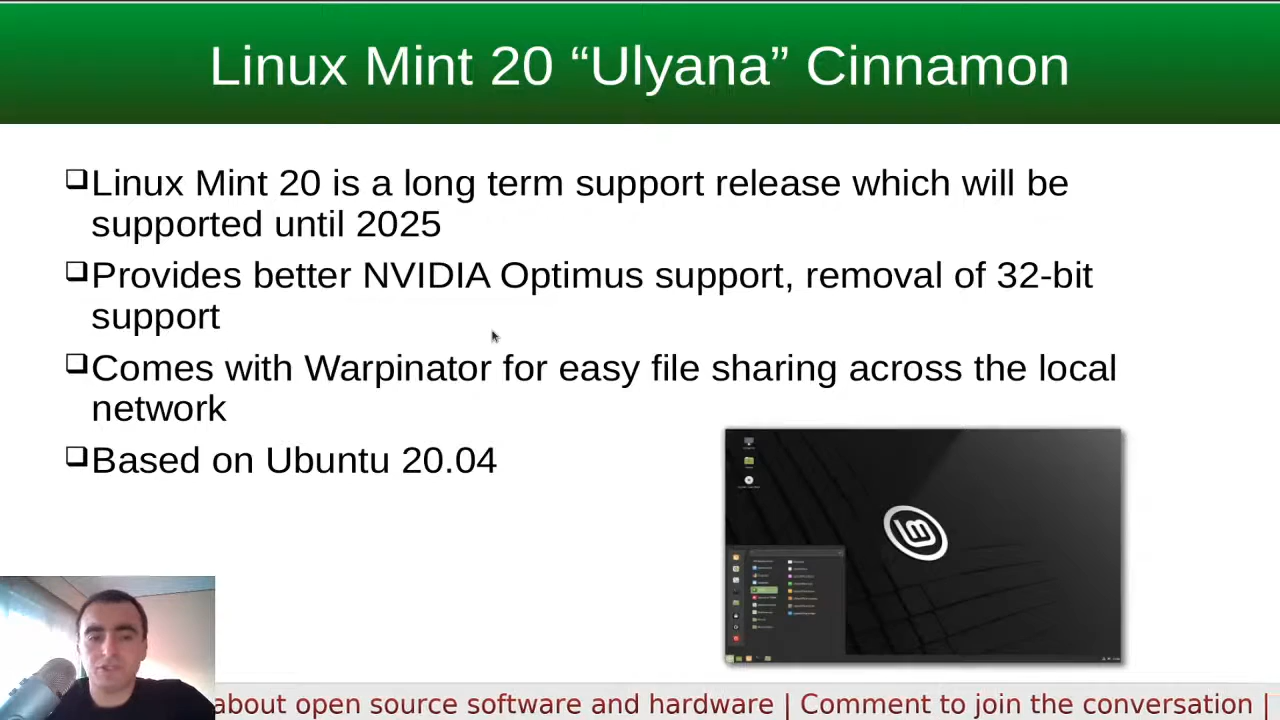 Linux Mint 20 “Ulyana” Cinnamon
❑Linux Mint 20 is a long term support release which will be
supported until 2025
❑Provides better NVIDIA Optimus support, removal of 32-bit
support
❑Comes with Warpinator for easy file sharing across the local
network
❑Based on Ubuntu 20.04
about open source software and hardware | Comment to join the conversation |